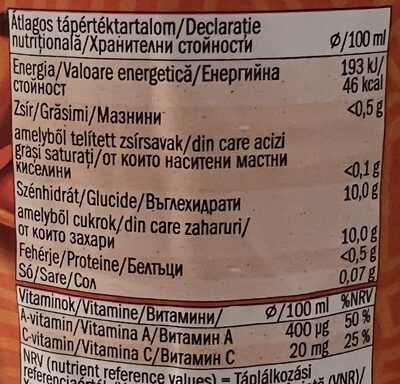 Átlagos tápértéktartalom/Declarație
nutrițională/Хранителни стойности Ø/100 ml
Energia/Valoare energetică/Енергийна 193 kJ/
стойност 46 kcal
Zsír/Grăsimi/Мазнини <0,5 g
amelyből telített zsírsavak/din care acizi
grași saturați/от които наситени мастни
киселини <0,1 g
Szénhidrát/Glucide/Въглехидрати 10,0 g
amelyből cukrok/din care zaharuri/
от които захари 10,0 g
Fehérje/Proteine/Белтъци <0,5 g
Só/Sare/Сол 0,07 g
Vitaminok/Vitamine/Витамини/ Ø/100 ml %NRV
A-vitamin/Vitamina A/Витамин A 400 µg 50 %
C-vitamin/Vitamina C/Витамин C 20 mg 25 %
NRV (nutrient reference values) = Táplálkozási